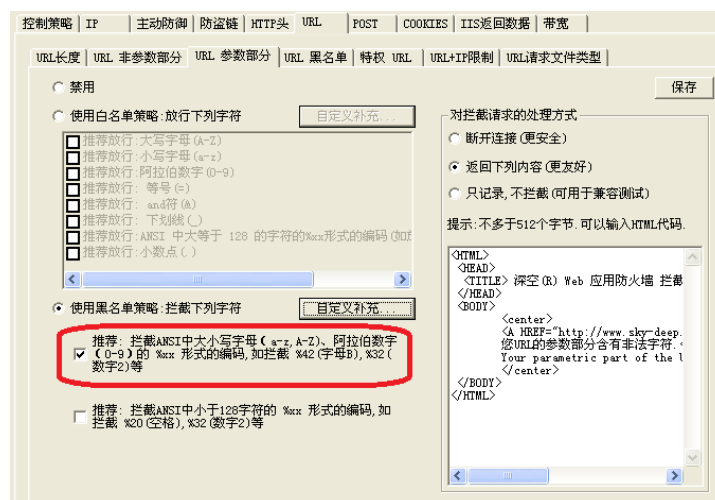 控制策略 IP 主动防御 防盗链 HTTP头 URL POST COOKIES IIS返回数据 带宽
URL长度 URL 非参数部分 URL 参数部分 URL 黑名单 特权 URL URL+IP限制 URL请求文件类型
禁用
保存
使用白名单策略:放行下列字符
自定义补充...
推荐放行:大写字母(A-Z)
推荐放行:小写字母(a-z)
推荐放行:阿拉伯数字(0-9)
推荐放行: 等号(=)
推荐放行: and符(&)
推荐放行: 下划线(_)
推荐放行:ANSI 中大等于 128 的字符的%xx形式的编码(如
推荐放行:小数点(.)
使用黑名单策略:拦截下列字符
自定义补充...
推荐: 拦截ANSI中大小写字母(a-z,A-Z)、阿拉伯数字
(0-9)的 %xx 形式的编码,如拦截 %42(字母B),%32(
数字2)等
推荐: 拦截ANSI中小于128字符的 %xx 形式的编码,如
拦截 %20(空格),%32(数字2)等
对拦截请求的处理方式
断开连接(更安全)
返回下列内容(更友好)
只记录,不拦截(可用于兼容测试)
提示:不多于512个字节.可以输入HTML代码.
<HTML>
<HEAD>
<TITLE> 深空(R) Web 应用防火墙 拦截
</HEAD>
<BODY>
<center>
<A HREF="http://www.sky-deep.
您URL的参数部分含有非法字符.<
Your parametric part of the U
</center>
</BODY>
</HTML>